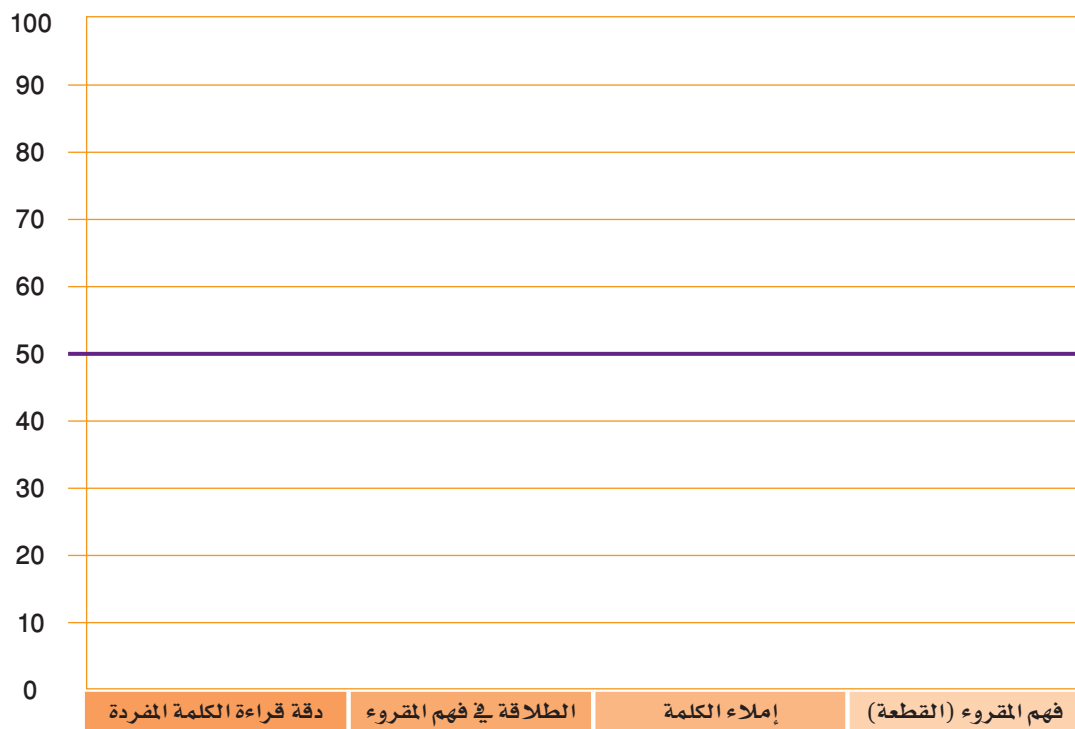 100
90
80
70
60
50
40
30
20
10
0
فهم المقروء (القطعة)
إملاء الكلمة
الطلاقة في فهم المقروء
دقة قراءة الكلمة المفردة